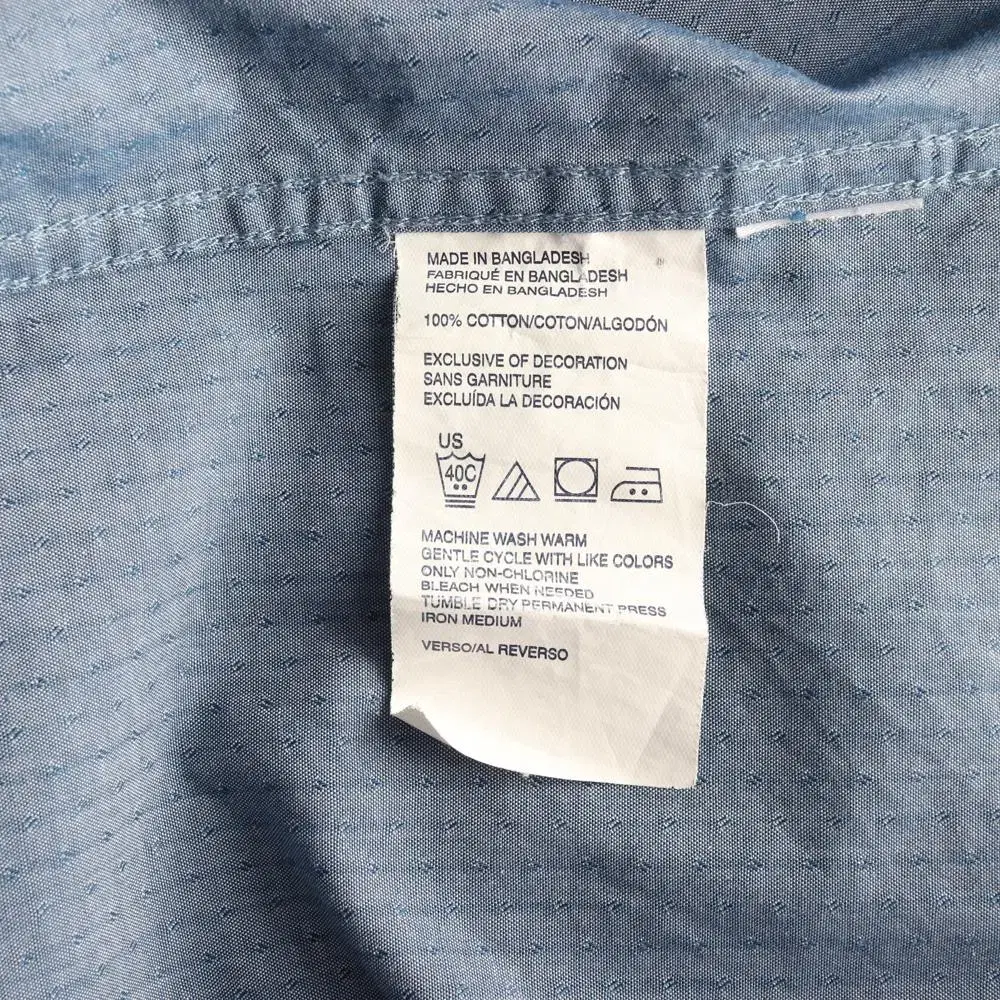 MADE IN BANGLADESH
FABRIQUÉ EN BANGLADESH
HECHO EN BANGLADESH
100% COTTON/COTON/ALGODÓN
EXCLUSIVE OF DECORATION
SANS GARNITURE
EXCLUÍDA LA DECORACIÓN
US
40C
MACHINE WASH WARM
GENTLE CYCLE WITH LIKE COLORS
ONLY NON-CHLORINE
BLEACH WHEN NEEDED
TUMBLE DRY PERMANENT PRESS
IRON MEDIUM
VERSO/AL REVERSO